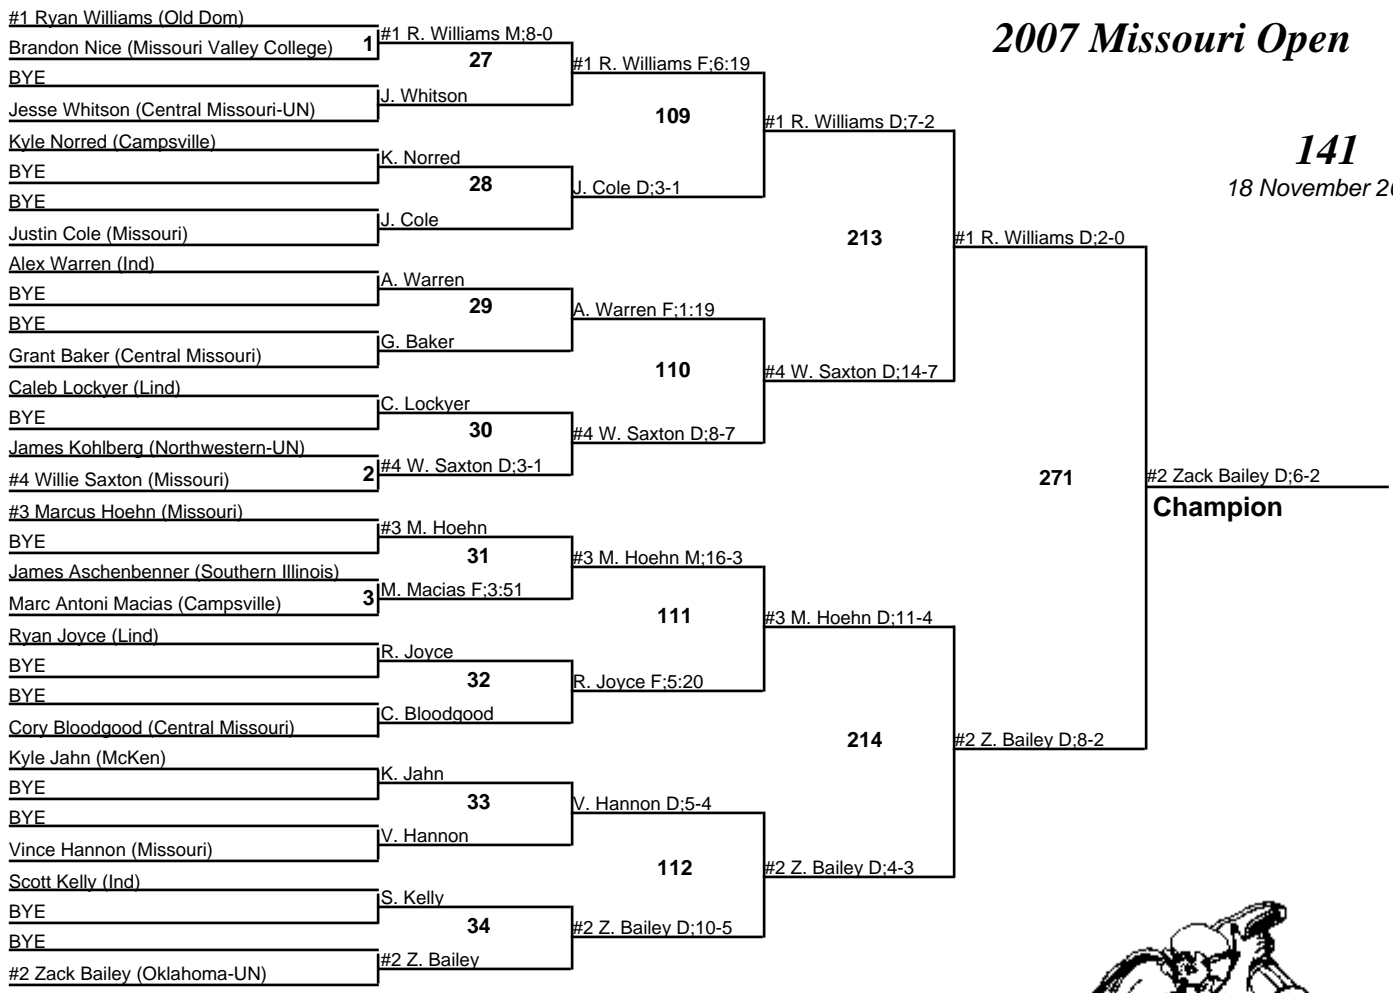 2007 Missouri Open
141
18 November 20
#1 Ryan Williams (Old Dom)
Brandon Nice (Missouri Valley College)
BYE
Jesse Whitson (Central Missouri-UN)
Kyle Norred (Campsville)
BYE
BYE
Justin Cole (Missouri)
Alex Warren (Ind)
BYE
BYE
Grant Baker (Central Missouri)
Caleb Lockyer (Lind)
BYE
James Kohlberg (Northwestern-UN)
#4 Willie Saxton (Missouri)
#3 Marcus Hoehn (Missouri)
BYE
James Aschenbenner (Southern Illinois)
Marc Antoni Macias (Campsville)
Ryan Joyce (Lind)
BYE
BYE
Cory Bloodgood (Central Missouri)
Kyle Jahn (McKen)
BYE
BYE
Vince Hannon (Missouri)
Scott Kelly (Ind)
BYE
BYE
#2 Zack Bailey (Oklahoma-UN)
1
2
3
#1 R. Williams M;8-0
27
J. Whitson
K. Norred
28
J. Cole
A. Warren
29
G. Baker
C. Lockyer
30
#4 W. Saxton D;3-1
#3 M. Hoehn
31
M. Macias F;3:51
R. Joyce
32
C. Bloodgood
K. Jahn
33
V. Hannon
S. Kelly
34
#2 Z. Bailey
#1 R. Williams F;6:19
109
J. Cole D;3-1
A. Warren F;1:19
110
#4 W. Saxton D;8-7
#3 M. Hoehn M;16-3
111
R. Joyce F;5:20
V. Hannon D;5-4
112
#2 Z. Bailey D;10-5
#1 R. Williams D;7-2
213
#4 W. Saxton D;14-7
#3 M. Hoehn D;11-4
214
#2 Z. Bailey D;4-3
#1 R. Williams D;2-0
271
#2 Z. Bailey D;8-2
#2 Zack Bailey D;6-2
Champion